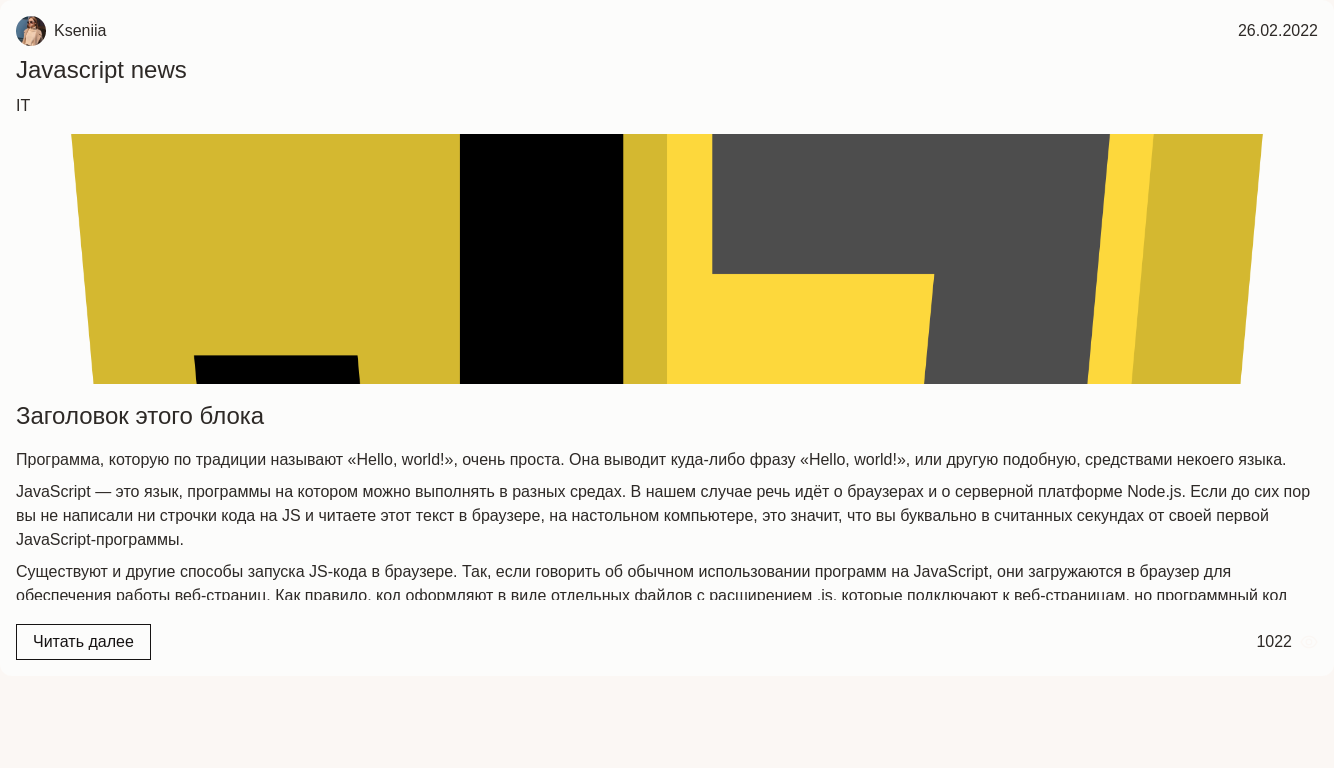 Kseniia
26.02.2022
Javascript news
IT
Заголовок этого блока
Программа, которую по традиции называют «Hello, world!», очень проста. Она выводит куда-либо фразу «Hello, world!», или другую подобную, средствами некоего языка.
JavaScript — это язык, программы на котором можно выполнять в разных средах. В нашем случае речь идёт о браузерах и о серверной платформе Node.js. Если до сих пор
вы не написали ни строчки кода на JS и читаете этот текст в браузере, на настольном компьютере, это значит, что вы буквально в считанных секундах от своей первой
JavaScript-программы.
Существуют и другие способы запуска JS-кода в браузере. Так, если говорить об обычном использовании программ на JavaScript, они загружаются в браузер для
обеспечения работы веб-страниц. Как правило, код оформляют в виде отдельных файлов с расширением .js, которые подключают к веб-страницам, но программный код
Читать далее
1022